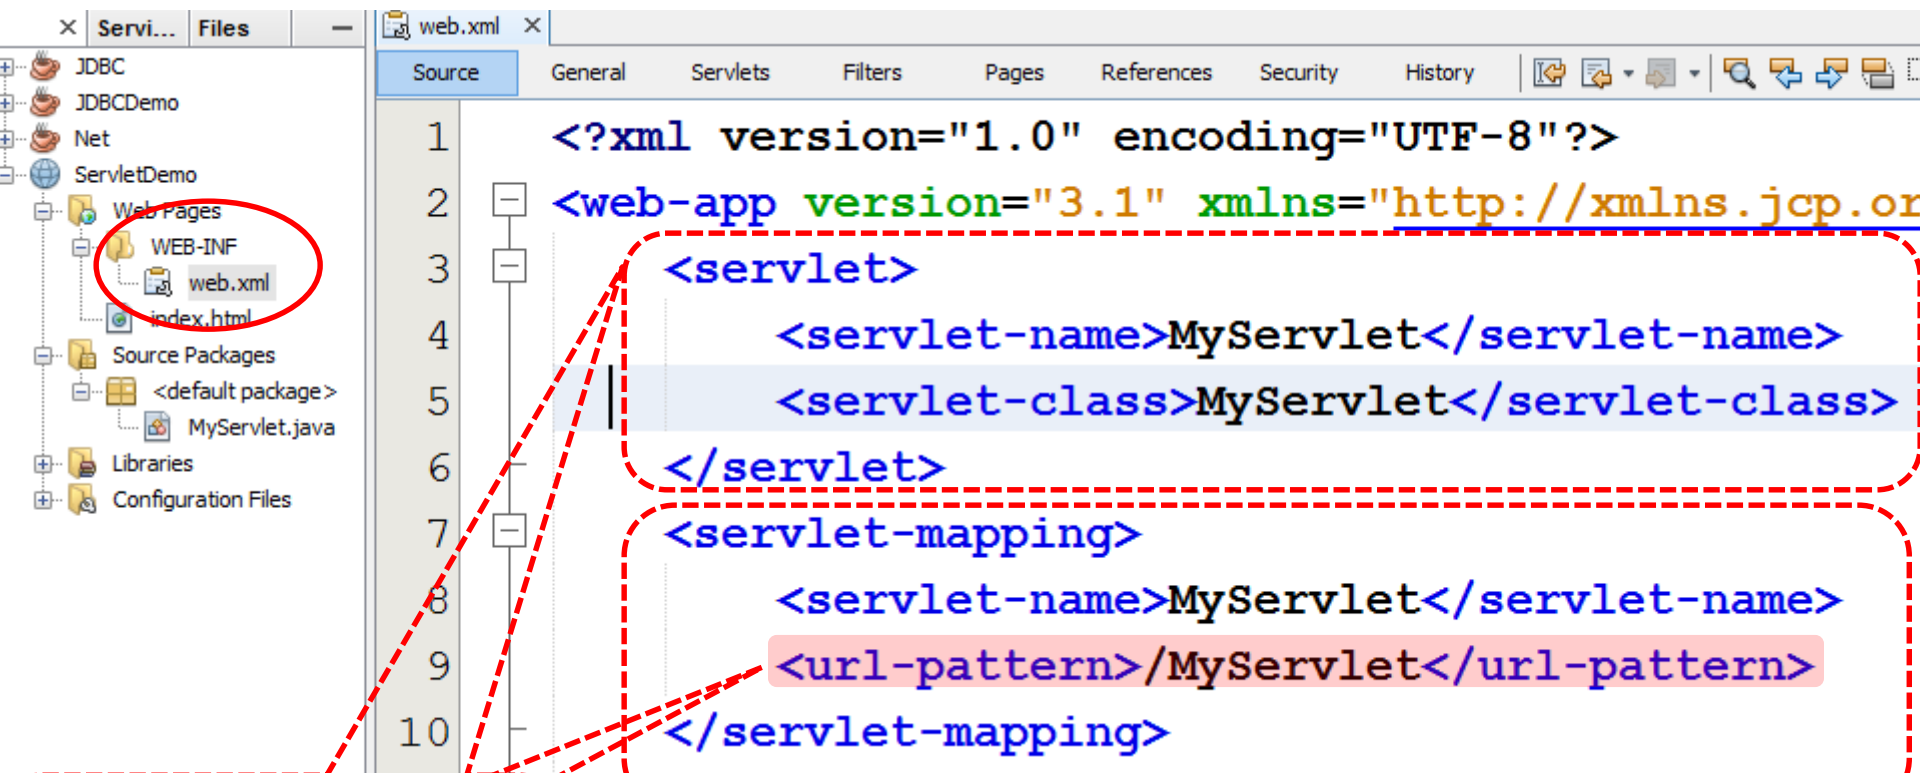 Servi... Files
JDBC
JDBCDemo
Net
ServletDemo
Web Pages
WEB-INF
web.xml
index.html
Source Packages
<default package>
MyServlet.java
Libraries
Configuration Files
web.xml
Source General Servlets Filters Pages References Security History
1 <?xml version="1.0" encoding="UTF-8"?>
2 <web-app version="3.1" xmlns="http://xmlns.jcp.or
3 <servlet>
4 <servlet-name>MyServlet</servlet-name>
5 <servlet-class>MyServlet</servlet-class>
6 </servlet>
7 <servlet-mapping>
8 <servlet-name>MyServlet</servlet-name>
9 <url-pattern>/MyServlet</url-pattern>
10 </servlet-mapping>